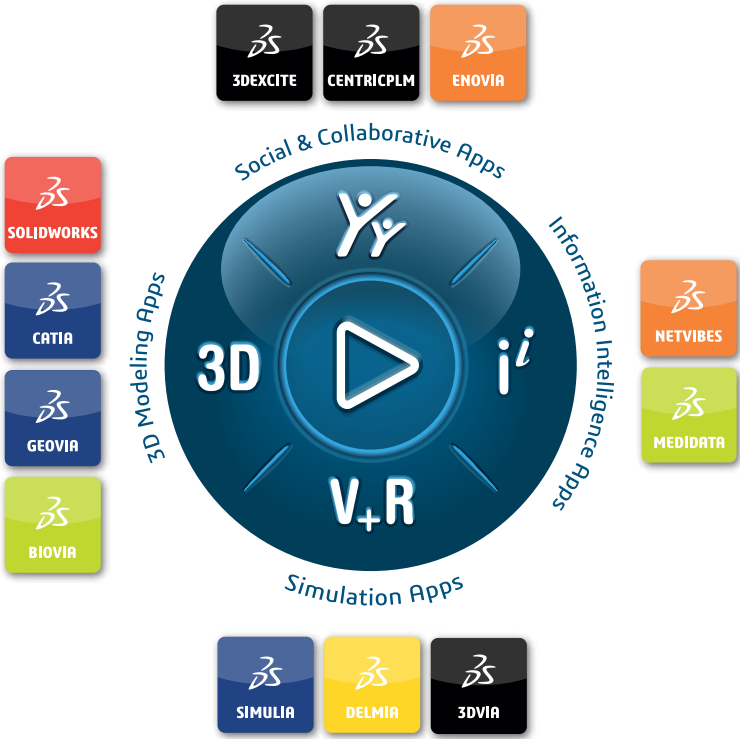 3DEXCITE
CENTRICPLM
ENOVIA
Social & Collaborative Apps
SOLIDWORKS
CATIA
GEOVIA
BIOVIA
3D Modeling Apps
3D
i i
V+R
Information Intelligence Apps
NETVIBES
MEDIDATA
Simulation Apps
SIMULIA
DELMIA
3DVIA